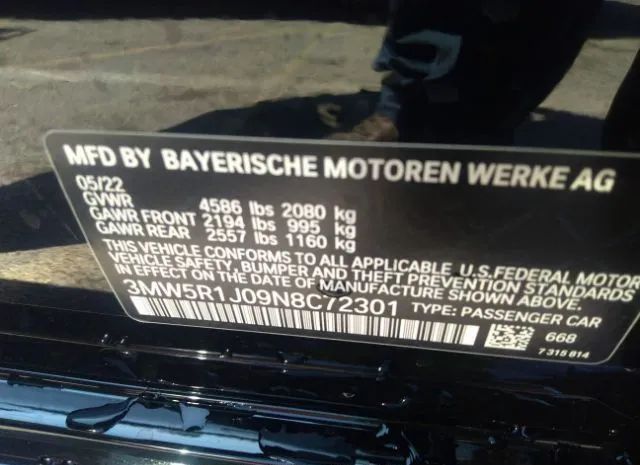 MFD BY BAYERISCHE MOTOREN WERKE AG
05/22
GVWR 4586 lbs 2080 kg
GAWR FRONT 2194 lbs 995 kg
GAWR REAR 2557 lbs 1160 kg
THIS VEHICLE CONFORMS TO ALL APPLICABLE U.S.FEDERAL MOTOR
VEHICLE SAFETY, BUMPER AND THEFT PREVENTION STANDARDS
IN EFFECT ON THE DATE OF MANUFACTURE SHOWN ABOVE.
3MW5R1J09N8C72301 TYPE: PASSENGER CAR
668
7 315 814